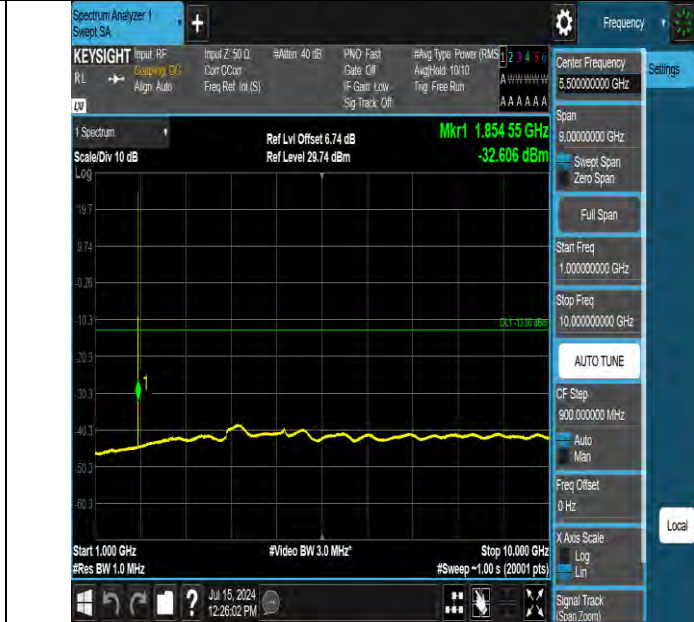 Spectrum Analyzer 1
Swept SA
+
Frequency
KEYSIGHT
RL
Input: RF
Coupling: DC
Align: Auto
Input Z: 50 Ω
Corr CCorr
Freq Ref: Int (S)
#Atten: 40 dB
PNO: Fast
Gate: Off
IF Gain: Low
Sig Track: Off
#Avg Type: Power (RMS
Avg|Hold: 10/10
Trig: Free Run
1 2 3 4 5 6
A W W W W W
A A A A A A
LXI
1 Spectrum
Scale/Div 10 dB
Log
Ref Lvl Offset 6.74 dB
Ref Level 29.74 dBm
Mkr1 1.854 55 GHz
-32.606 dBm
19.7
9.74
-0.26
-10.3
-20.3
-30.3
-40.3
-50.3
-60.3
DL1 -13.00 dBm
1
Start 1.000 GHz
#Res BW 1.0 MHz
#Video BW 3.0 MHz*
Stop 10.000 GHz
#Sweep ~1.00 s (20001 pts)
?
Jul 15, 2024
12:26:02 PM
Center Frequency
5.500000000 GHz
Span
9.00000000 GHz
Swept Span
Zero Span
Full Span
Start Freq
1.000000000 GHz
Stop Freq
10.000000000 GHz
AUTO TUNE
CF Step
900.000000 MHz
Auto
Man
Freq Offset
0 Hz
X Axis Scale
Log
Lin
Signal Track
(Span Zoom)
Settings
Local